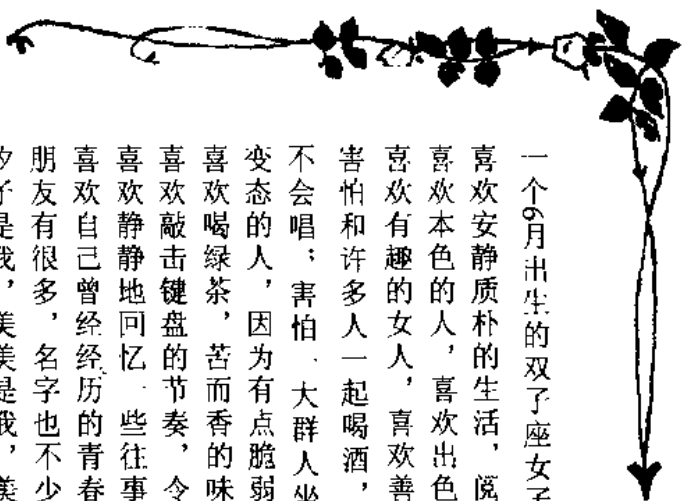 一个6月出生的双子座女子
喜欢安静质朴的生活，阅
喜欢本色的人，喜欢出色
喜欢有趣的女人，喜欢善
害怕和许多人一起喝酒，
不会唱；害怕一大群人坐
变态的人，因为有点脆弱
喜欢喝绿茶，苦而香的味
喜欢敲击键盘的节奏，令
喜欢静静地回忆一些往事
喜欢自己曾经经历的青春
朋友有很多，名字也不少
汐子是我，美美是我，美